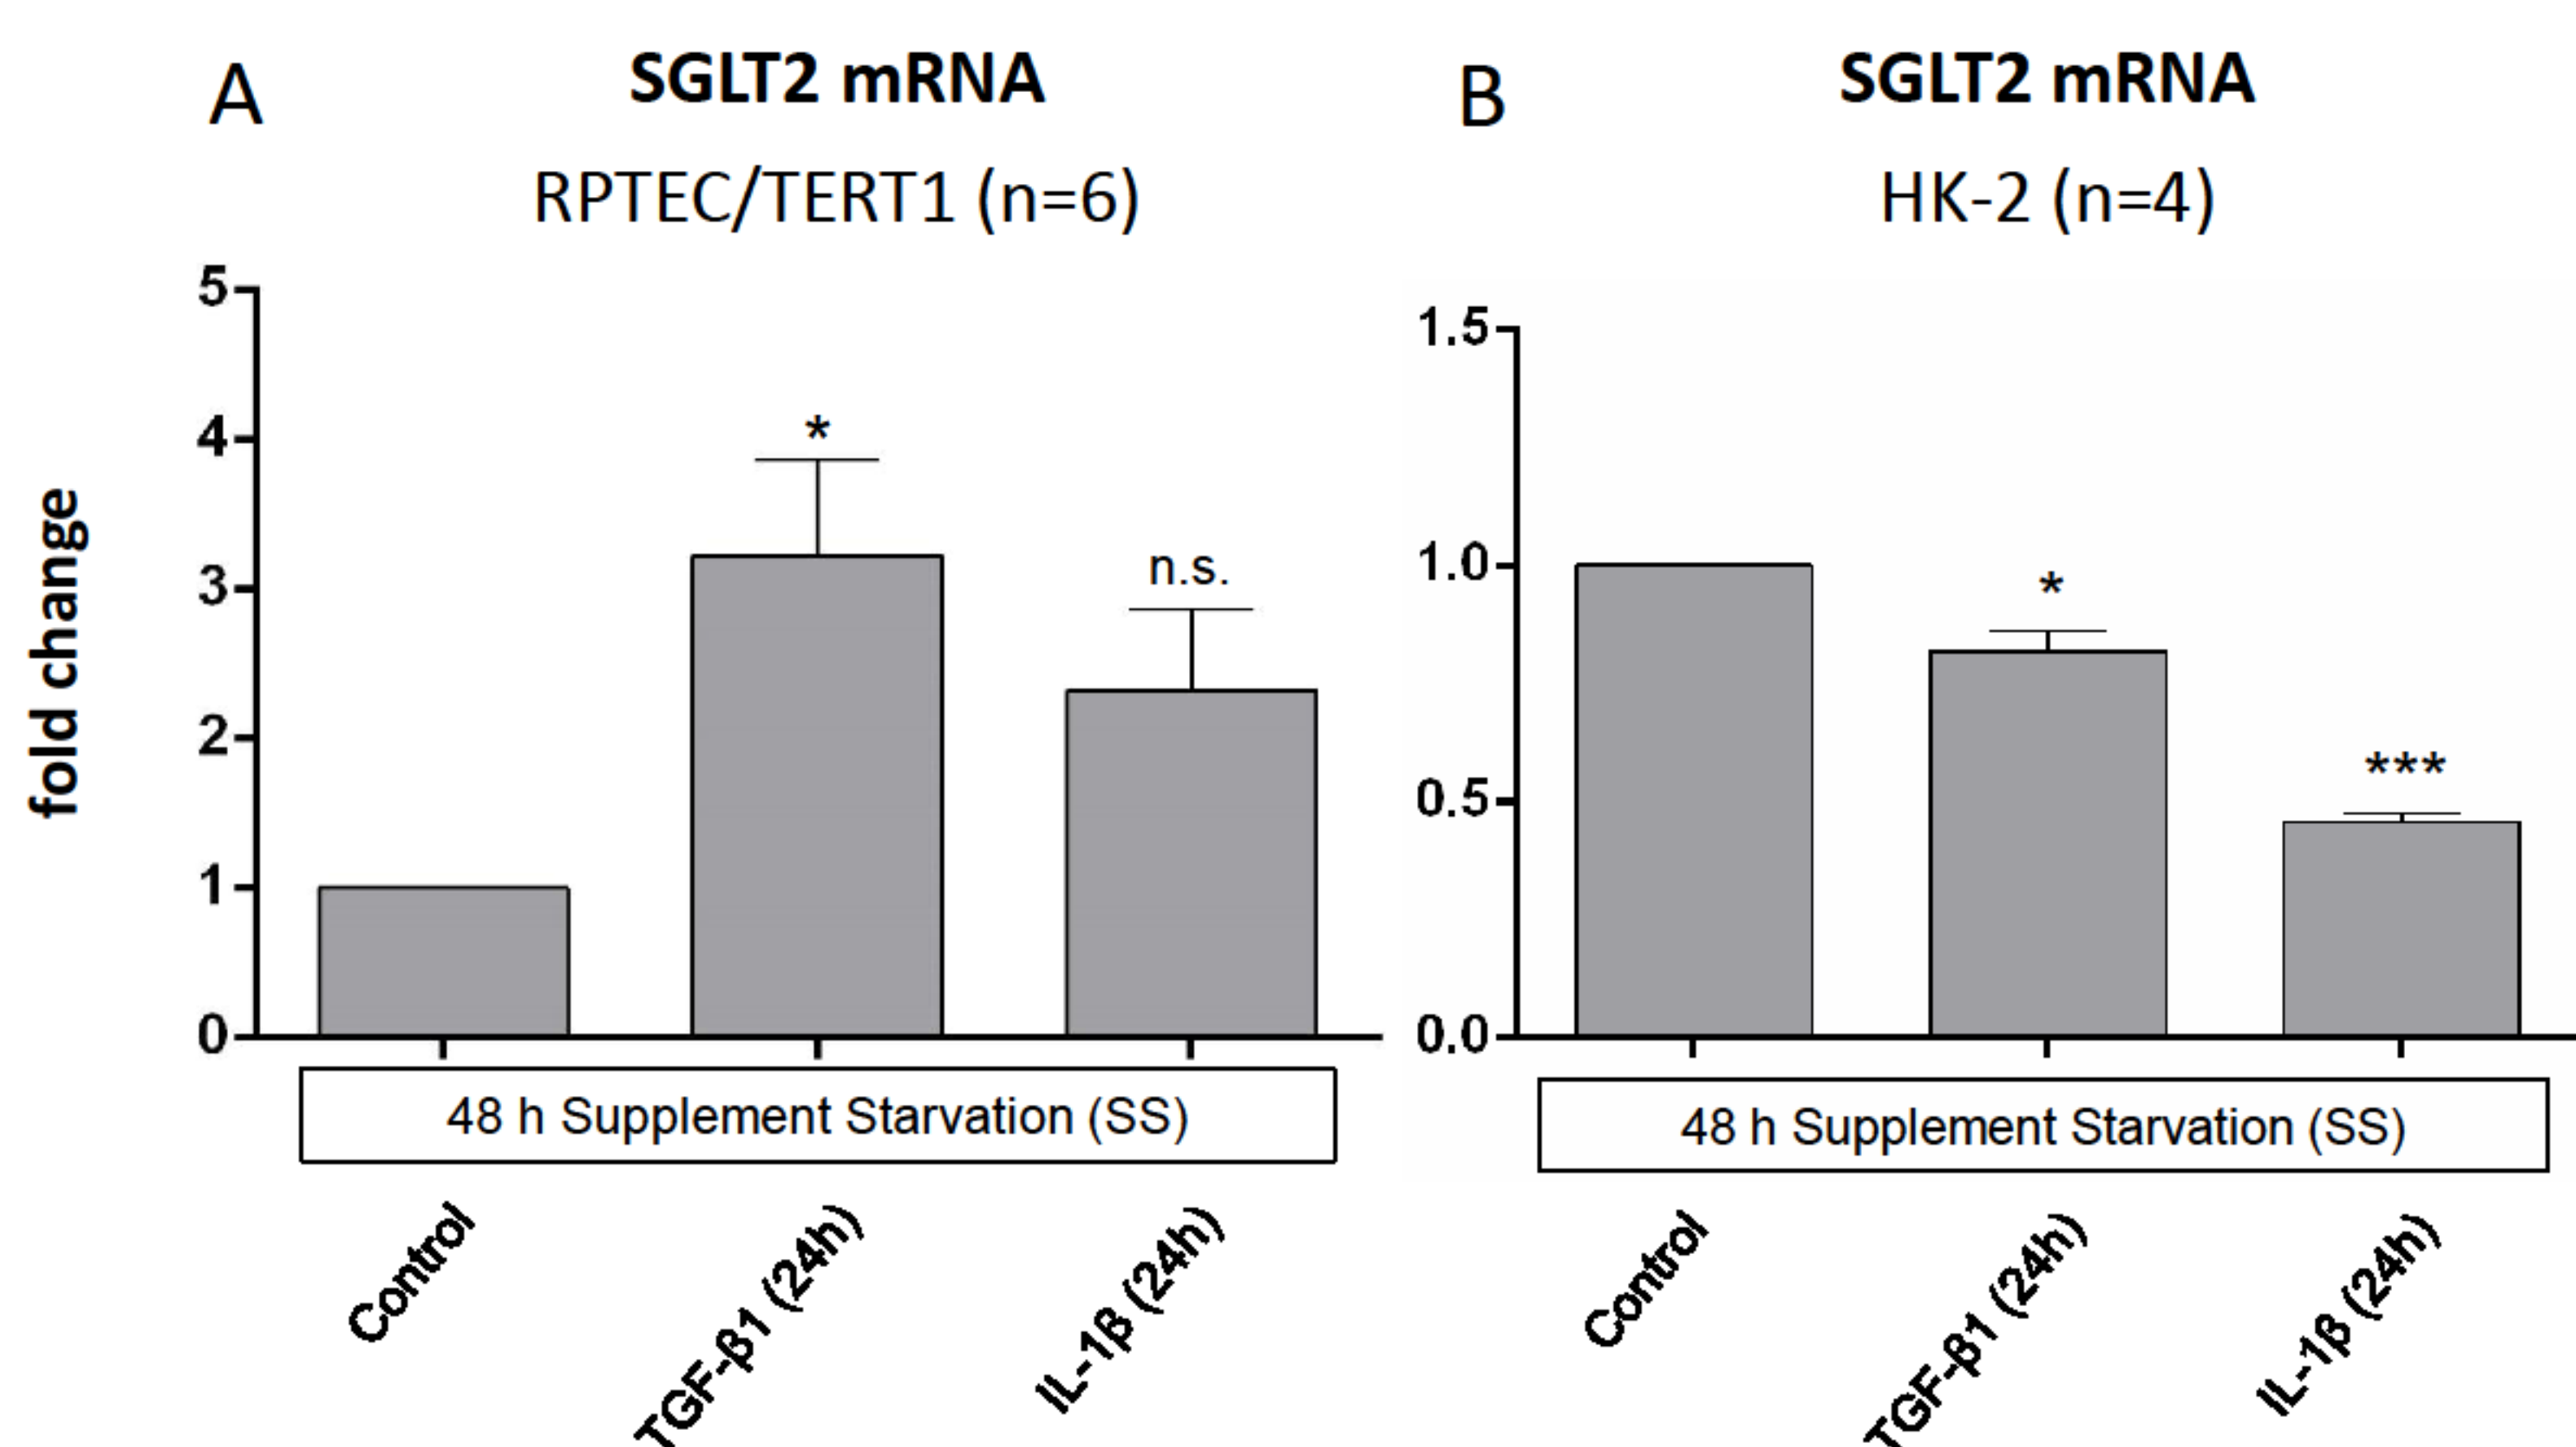 A
SGLT2 mRNA
RPTEC/TERT1 (n=6)
fold change
5
4
3
2
1
0
*
n.s.
48 h Supplement Starvation (SS)
Control
TGF-β1 (24h)
IL-1β (24h)
B
SGLT2 mRNA
HK-2 (n=4)
1.5
1.0
0.5
0.0
*
***
48 h Supplement Starvation (SS)
Control
TGF-β1 (24h)
IL-1β (24h)